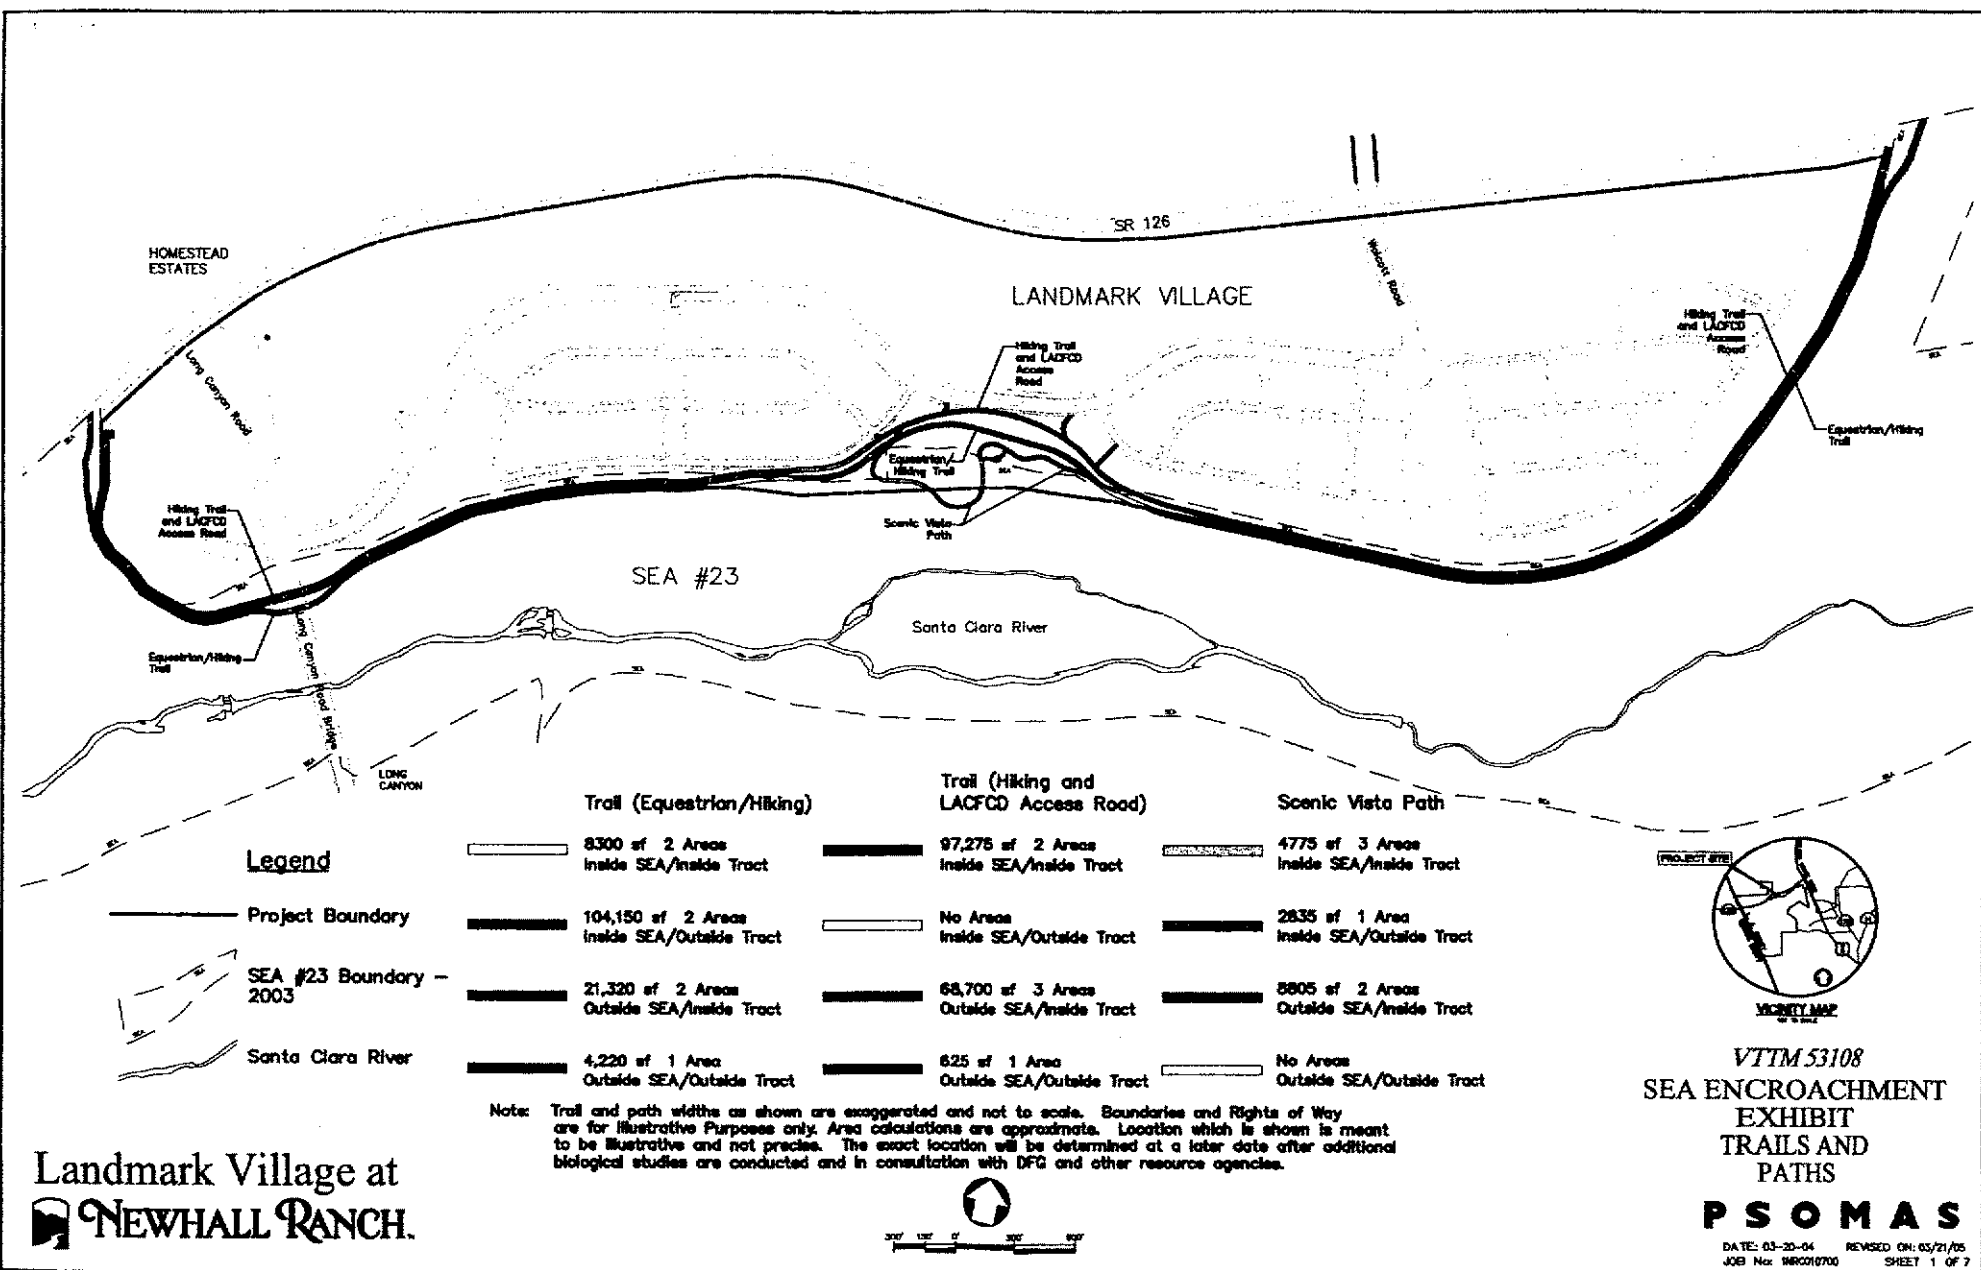 SR 126
HOMESTEAD
ESTATES
Wolcott Road
LANDMARK VILLAGE
Hiking Trail
and LACFCD
Access
Road
Hiking Trail
and LACFCD
Access
Road
Long Canyon Road
Equestrian/Hiking
Trail
Equestrian/
Hiking Trail
Hiking Trail
and LACFCD
Access Road
Scenic Vista
Path
SEA #23
Santa Clara River
Equestrian/Hiking
Trail
Long Canyon Road Bridge
LONG
CANYON
Legend
Project Boundary
SEA #23 Boundary -
2003
Santa Clara River
Trail (Equestrian/Hiking)
8300 sf 2 Areas
Inside SEA/Inside Tract
104,150 sf 2 Areas
Inside SEA/Outside Tract
21,320 sf 2 Areas
Outside SEA/Inside Tract
4,220 sf 1 Area
Outside SEA/Outside Tract
Trail (Hiking and
LACFCD Access Road)
97,275 sf 2 Areas
Inside SEA/Inside Tract
No Areas
Inside SEA/Outside Tract
68,700 sf 3 Areas
Outside SEA/Inside Tract
625 sf 1 Area
Outside SEA/Outside Tract
Scenic Vista Path
4775 sf 3 Areas
Inside SEA/Inside Tract
2835 sf 1 Area
Inside SEA/Outside Tract
8805 sf 2 Areas
Outside SEA/Inside Tract
No Areas
Outside SEA/Outside Tract
Note: Trail and path widths as shown are exaggerated and not to scale. Boundaries and Rights of Way
are for Illustrative Purposes only. Area calculations are approximate. Location which is shown is meant
to be illustrative and not precise. The exact location will be determined at a later date after additional
biological studies are conducted and in consultation with DFG and other resource agencies.
300' 150' 0' 300' 600'
Landmark Village at
NEWHALL RANCH.
PROJECT SITE
VICINITY MAP
VTTM 53108
SEA ENCROACHMENT
EXHIBIT
TRAILS AND
PATHS
PSOMAS
DATE: 03-20-04 REVISED ON: 03/21/05
JOB No: 1NRC010700 SHEET 1 OF 7